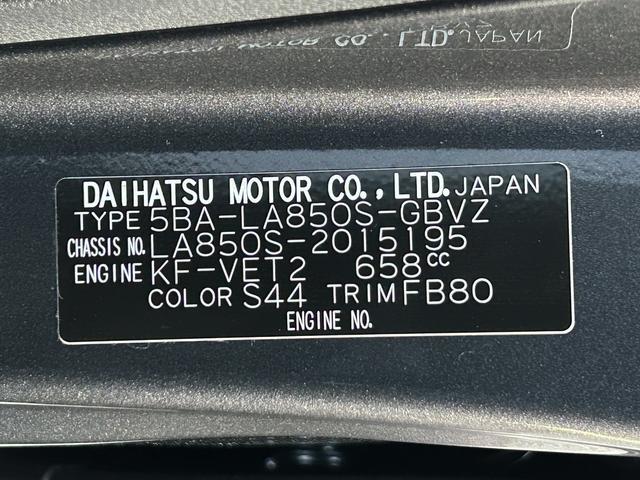 DAIHATSU MOTOR CO., LTD. JAPAN
TYPE 5BA-LA850S-GBVZ
CHASSIS NO. LA850S-2015195
ENGINE KF-VET2 658cc
COLOR S44 TRIM FB80
ENGINE NO.